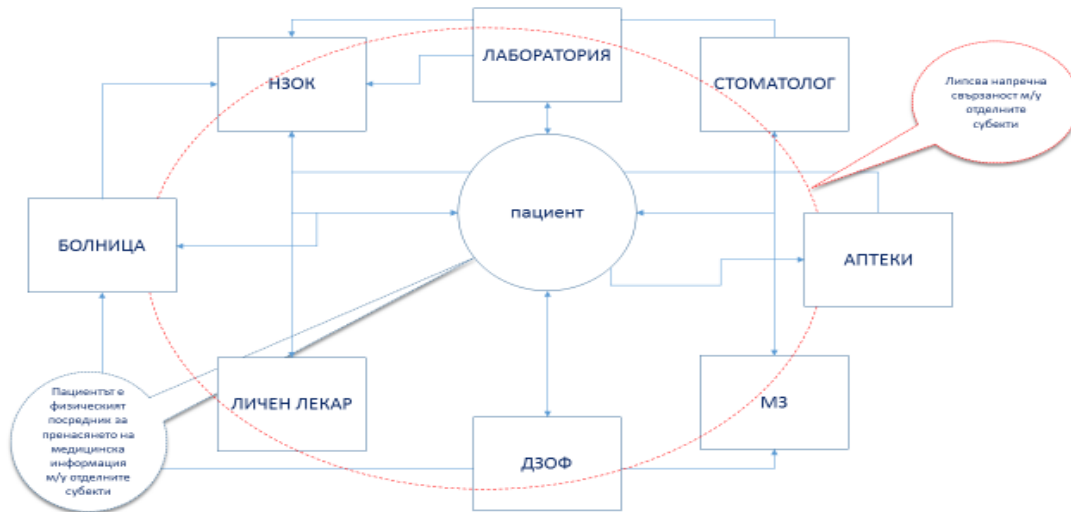 ЛАБОРАТОРИЯ
НЗОК
СТОМАТОЛОГ
Липсва напречна
свързаност м/у
отделните
субекти
пациент
БОЛНИЦА
АПТЕКИ
ЛИЧЕН ЛЕКАР
МЗ
Пациентът е
физическият
посредник за
пренасянето на
медицинска
информация
м/у отделните
субекти
ДЗОФ